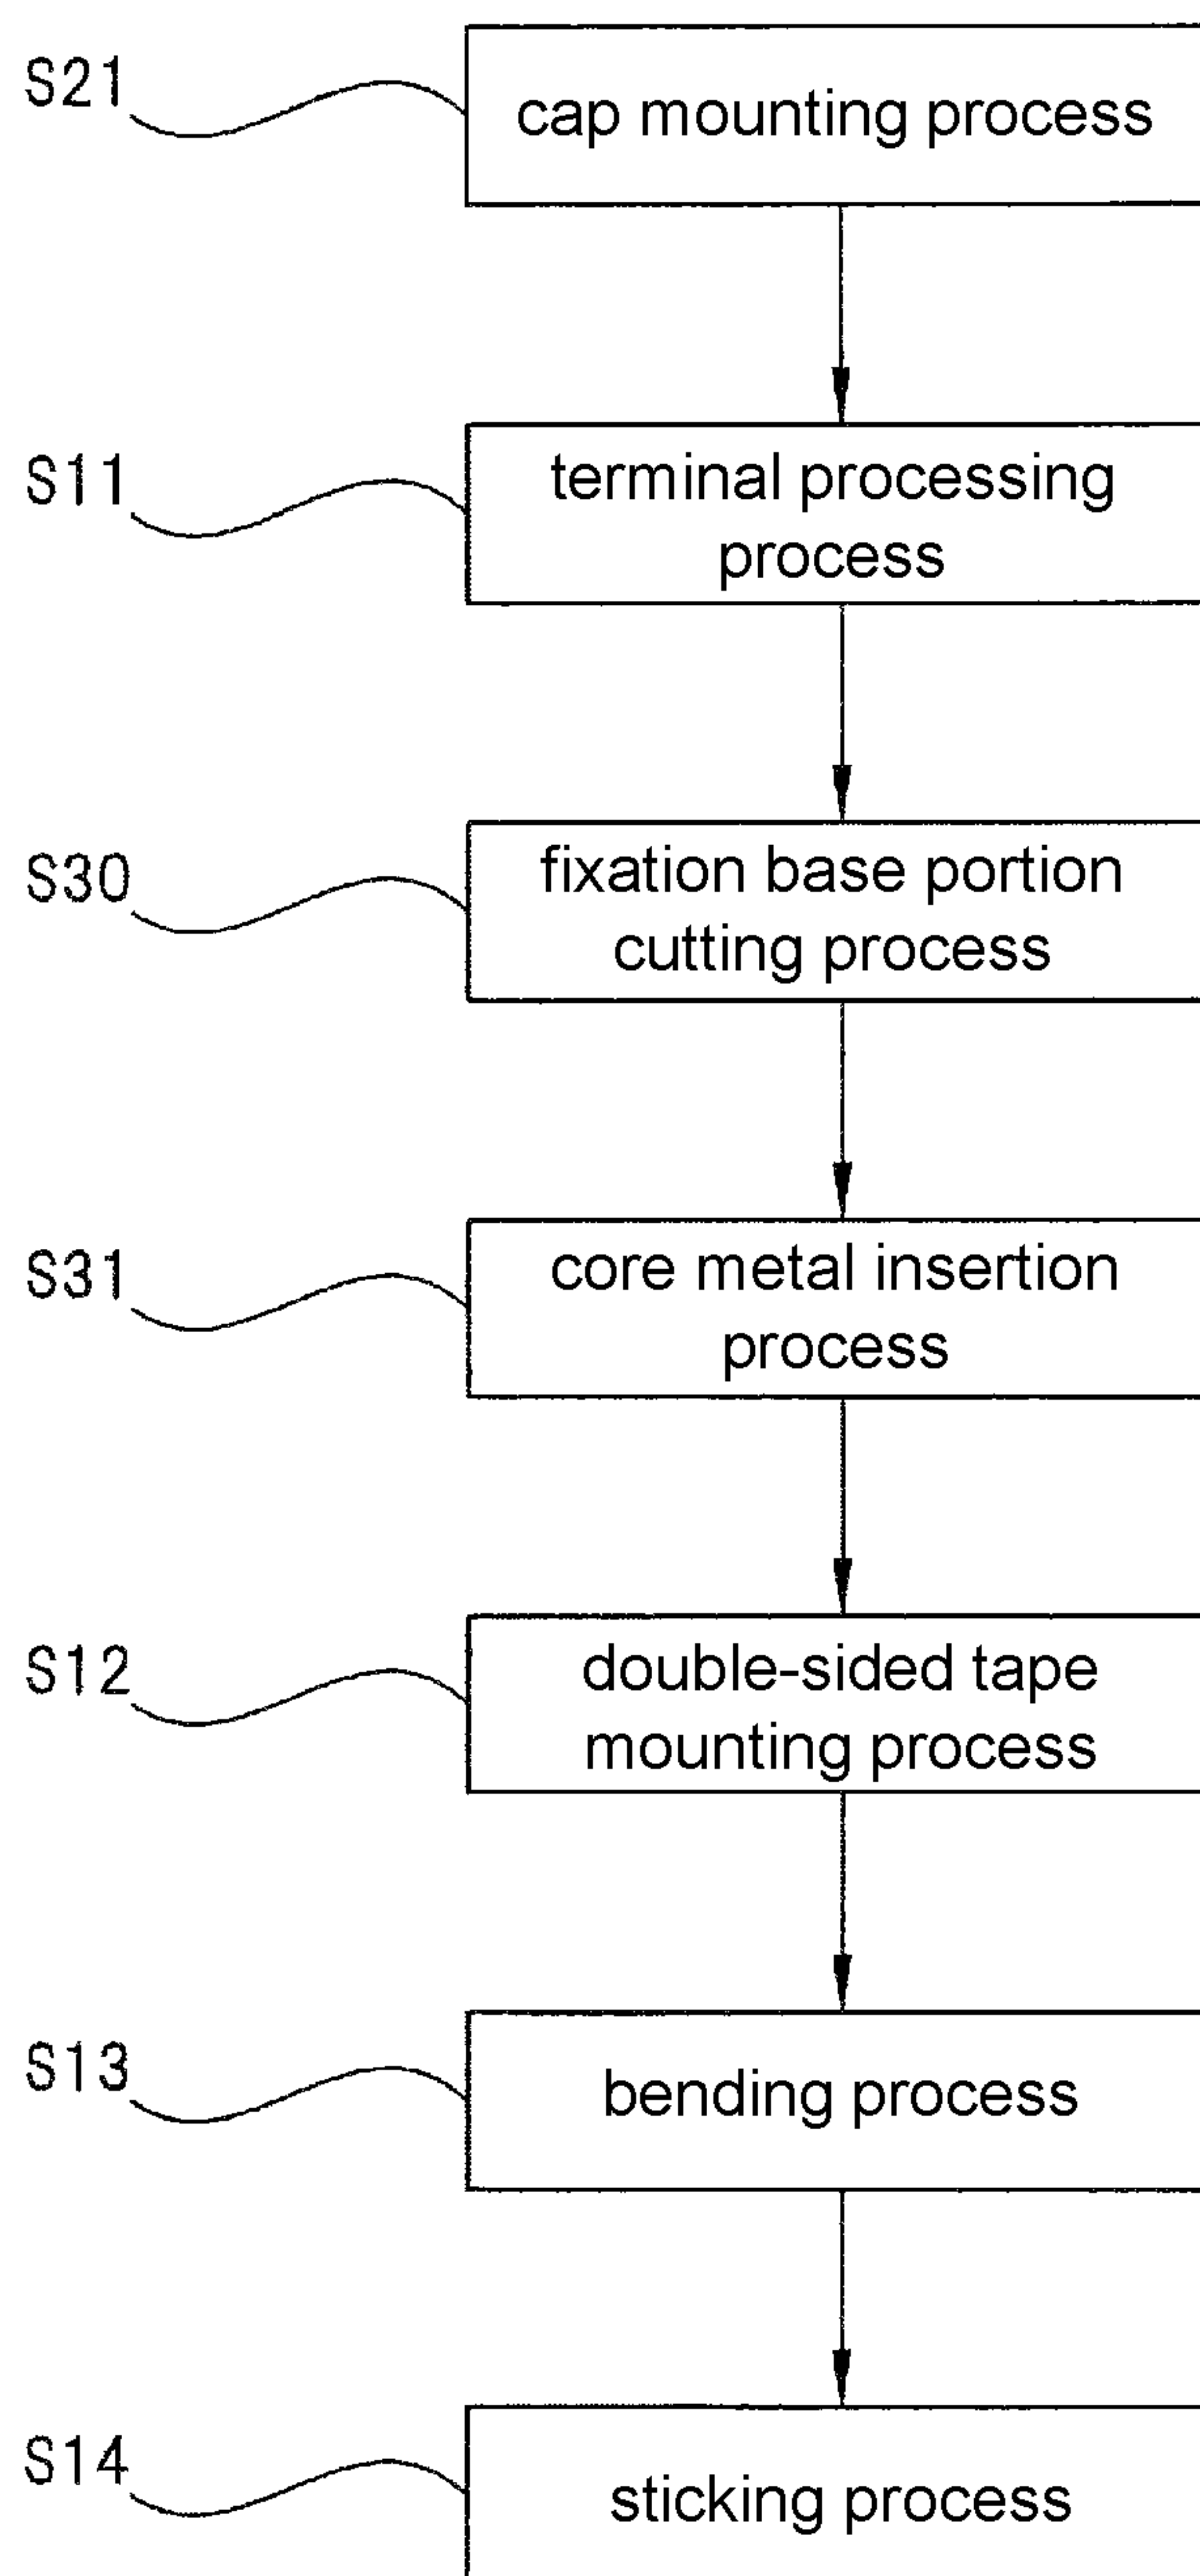 S21
cap mounting process
S11
terminal processing
process
S30
fixation base portion
cutting process
S31
core metal insertion
process
S12
double-sided tape
mounting process
S13
bending process
S14
sticking process